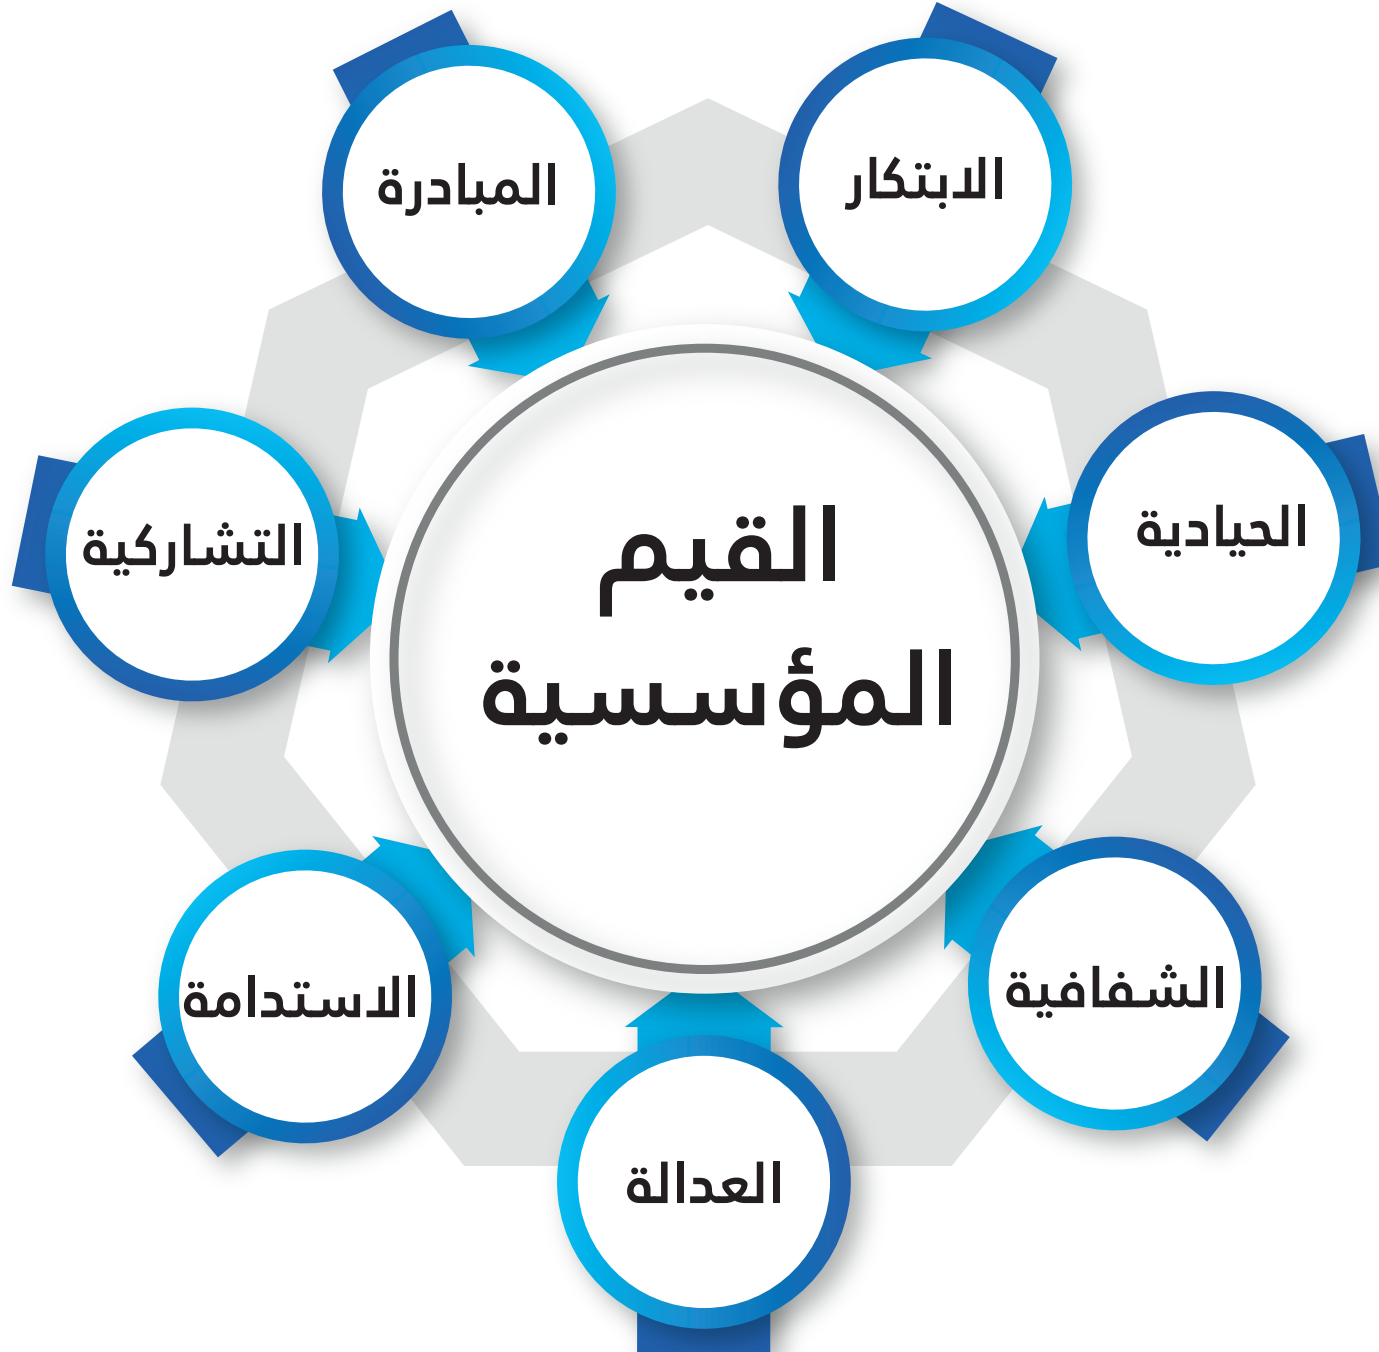 القيم
المؤسسية
الابتكار
الحيادية
الشفافية
العدالة
الاستدامة
التشاركية
المبادرة